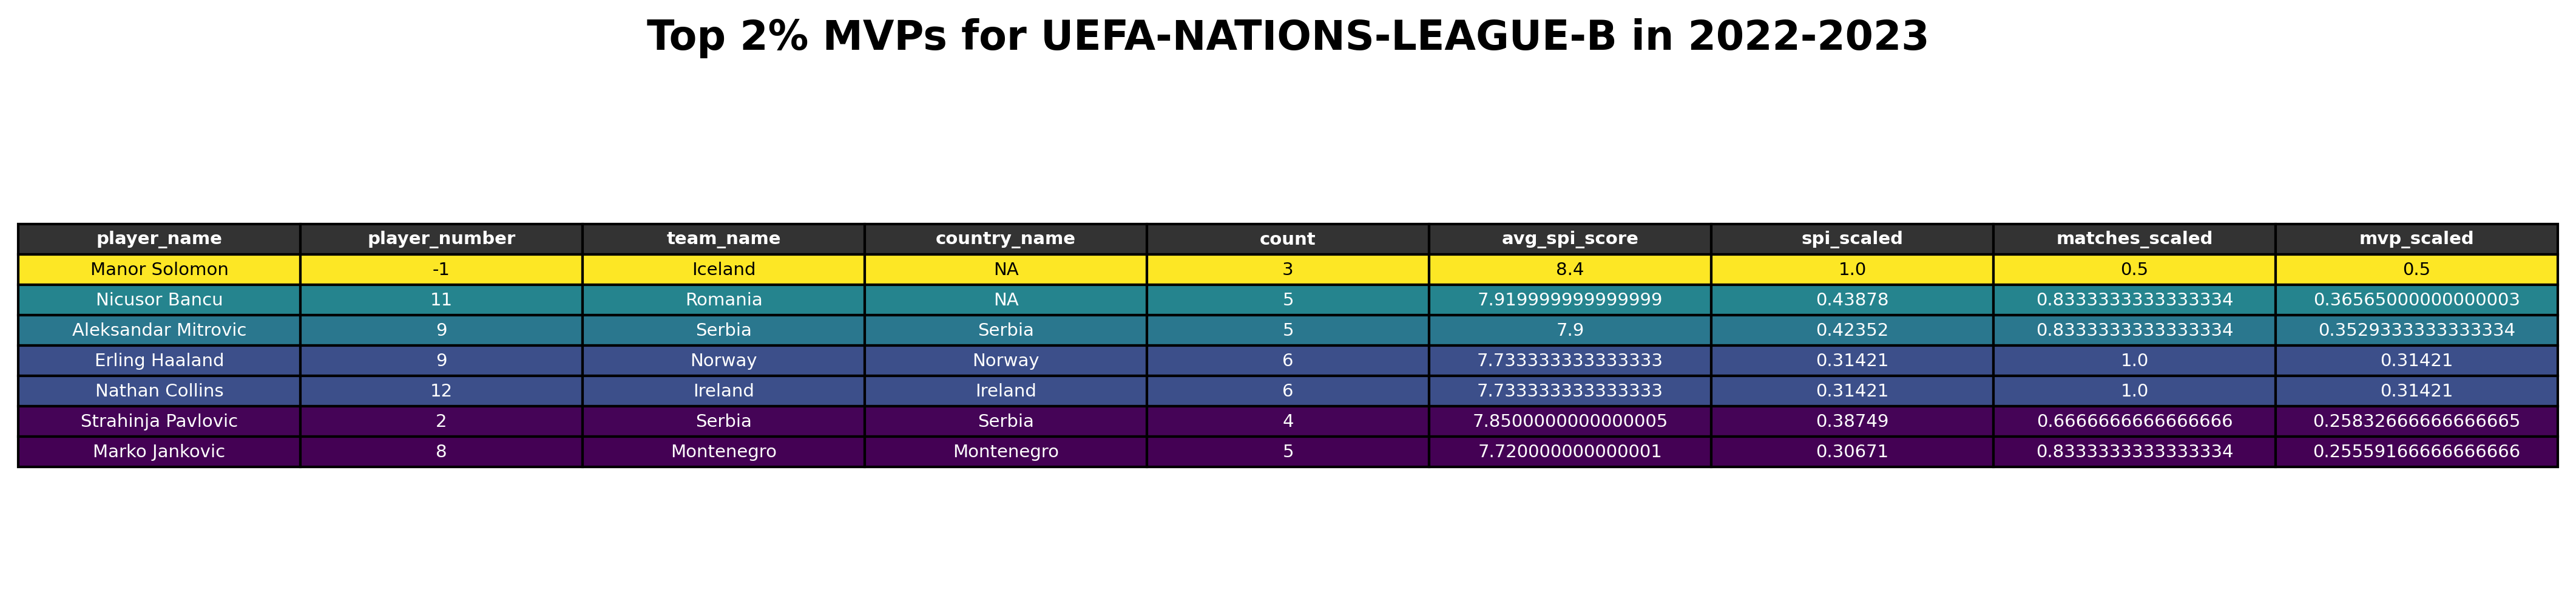 Top 2% MVPs for UEFA-NATIONS-LEAGUE-B in 2022-2023
player_name player_number team_name country_name count avg_spi_score spi_scaled matches_scaled mvp_scaled
Manor Solomon -1 Iceland NA 3 8.4 1.0 0.5 0.5
Nicusor Bancu 11 Romania NA 5 7.919999999999999 0.43878 0.8333333333333334 0.36565000000000003
Aleksandar Mitrovic 9 Serbia Serbia 5 7.9 0.42352 0.8333333333333334 0.3529333333333334
Erling Haaland 9 Norway Norway 6 7.733333333333333 0.31421 1.0 0.31421
Nathan Collins 12 Ireland Ireland 6 7.733333333333333 0.31421 1.0 0.31421
Strahinja Pavlovic 2 Serbia Serbia 4 7.8500000000000005 0.38749 0.6666666666666666 0.25832666666666665
Marko Jankovic 8 Montenegro Montenegro 5 7.720000000000001 0.30671 0.8333333333333334 0.25559166666666666